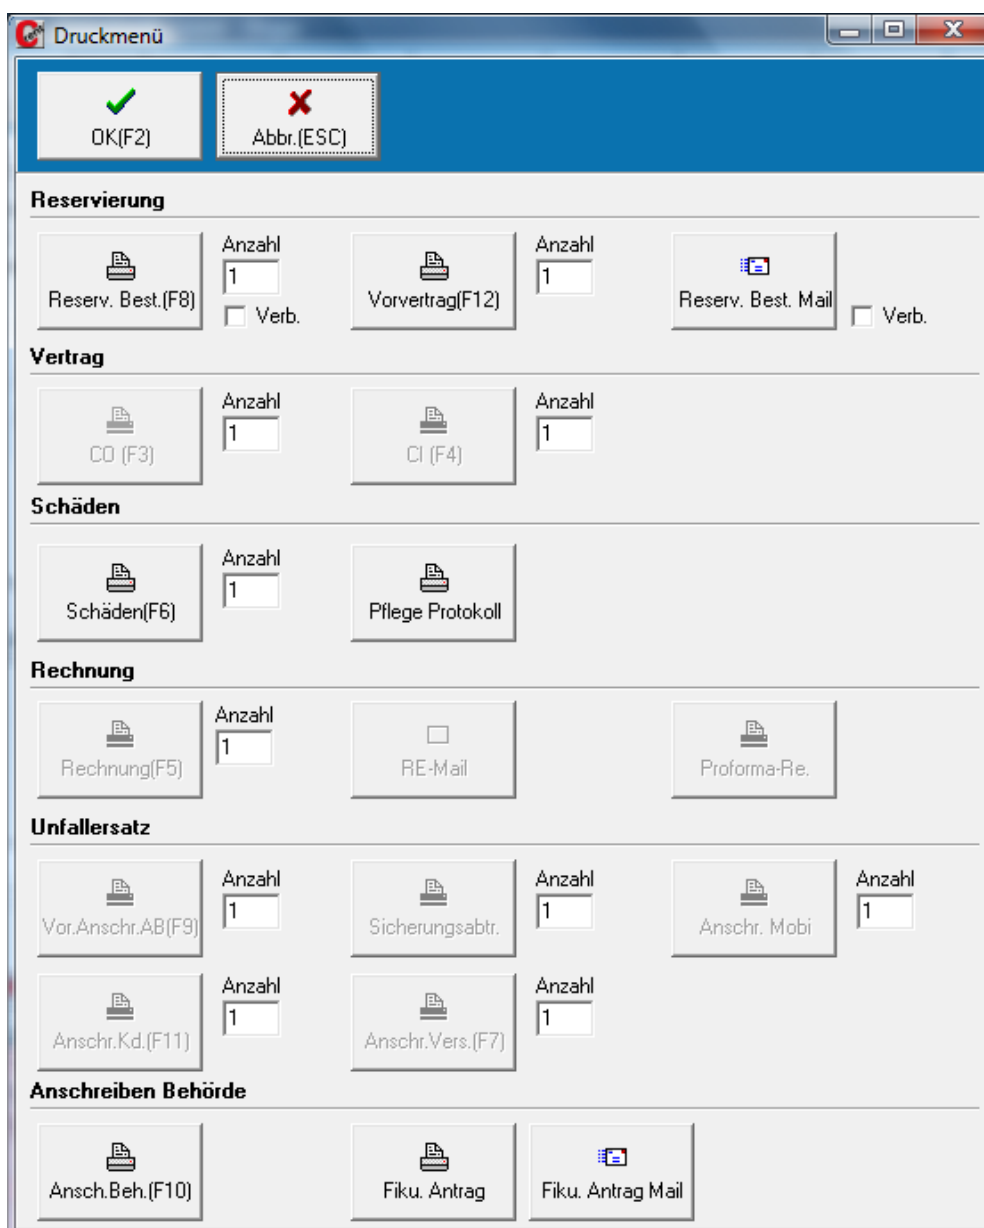 Druckmenü
OK(F2) Abbr.(ESC)
Reservierung
Anzahl Anzahl
1 1
Reserv. Best.(F8) Vorvertrag(F12) Reserv. Best. Mail
Verb. Verb.
Vertrag
Anzahl Anzahl
1 1
CO (F3) CI (F4)
Schäden
Anzahl
1
Schäden(F6) Pflege Protokoll
Rechnung
Anzahl
1
Rechnung(F5) RE-Mail Proforma-Re.
Unfallersatz
Anzahl Anzahl Anzahl
1 1 1
Vor.Anschr.AB(F9) Sicherungsabtr. Anschr. Mobi
Anzahl Anzahl
1 1
Anschr.Kd.(F11) Anschr.Vers.(F7)
Anschreiben Behörde
Ansch.Beh.(F10) Fiku. Antrag Fiku. Antrag Mail